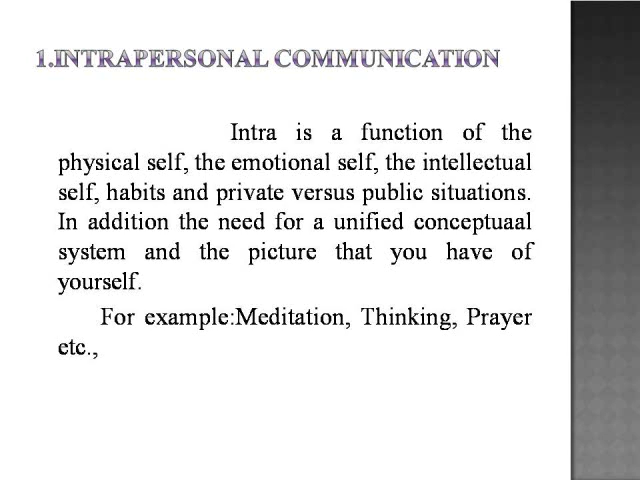 1.INTRAPERSONAL COMMUNICATION
Intra is a function of the
physical self, the emotional self, the intellectual
self, habits and private versus public situations.
In addition the need for a unified conceptuaal
system and the picture that you have of
yourself.
For example:Meditation, Thinking, Prayer
etc.,